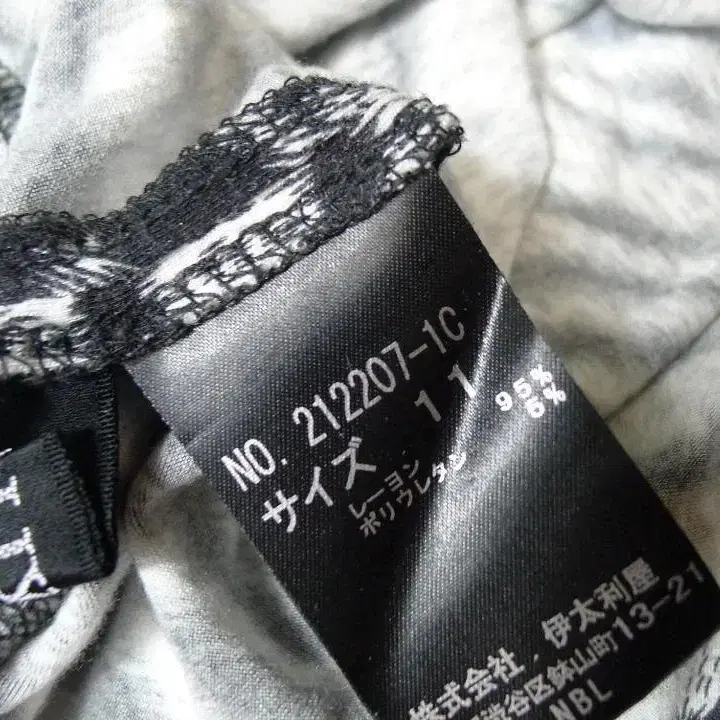 NO. 212207-1C
サイズ 11
レーヨン 95%
ポリウレタン 5%
株式会社 伊太利屋
渋谷区鉢山町13-21
NBL